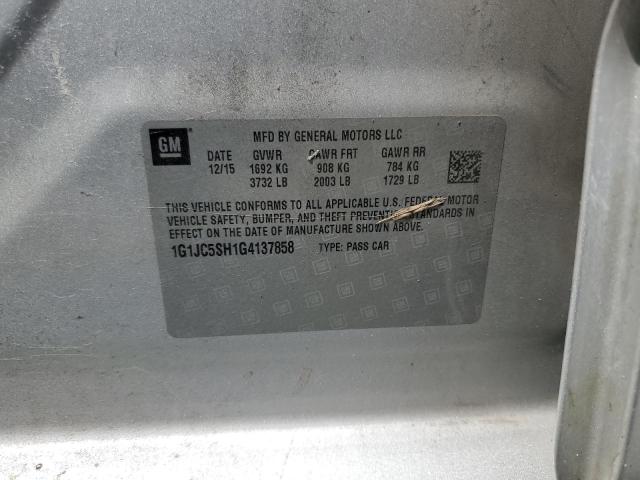 GM
MFD BY GENERAL MOTORS LLC
DATE GVWR GAWR FRT GAWR RR
12/15 1692 KG 908 KG 784 KG
3732 LB 2003 LB 1729 LB
THIS VEHICLE CONFORMS TO ALL APPLICABLE U.S. FEDERAL MOTOR
VEHICLE SAFETY, BUMPER, AND THEFT PREVENTION STANDARDS IN
EFFECT ON THE DATE OF MANUFACTURE SHOWN ABOVE.
1G1JC5SH1G4137858 TYPE: PASS CAR